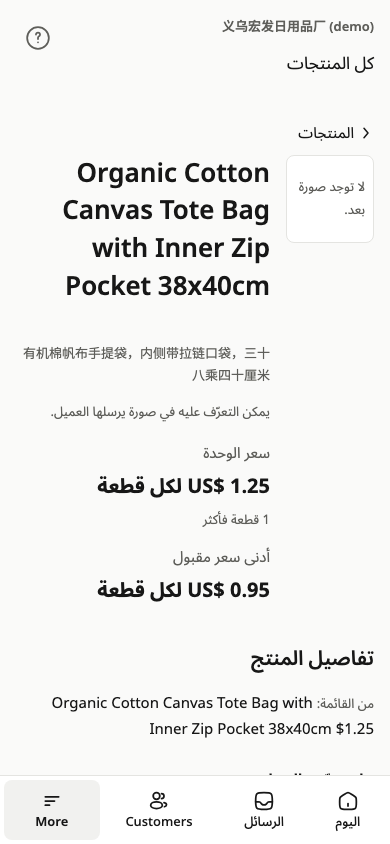 义乌宏发日用品厂 (demo)
كل المنتجات
المنتجات
لا توجد صورة
بعد.
Organic Cotton
Canvas Tote Bag
with Inner Zip
Pocket 38x40cm
有机棉帆布手提袋，内侧带拉链口袋，三十
八乘四十厘米
يمكن التعرّف عليه في صورة يرسلها العميل.
سعر الوحدة
US$ 1.25 لكل قطعة
1 قطعة فأكثر
أدنى سعر مقبول
US$ 0.95 لكل قطعة
تفاصيل المنتج
من القائمة: Organic Cotton Canvas Tote Bag with
Inner Zip Pocket 38x40cm $1.25
اليوم
الرسائل
Customers
More